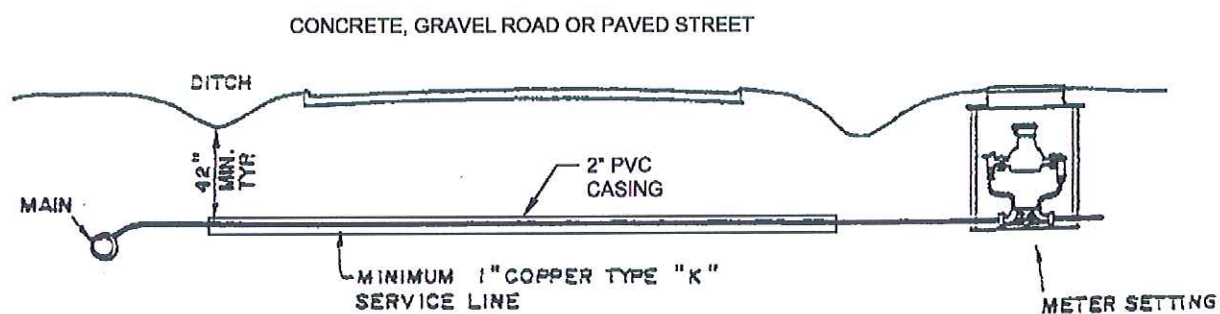 CONCRETE, GRAVEL ROAD OR PAVED STREET
DITCH
42"
MIN.
TYP.
2" PVC
CASING
MAIN
MINIMUM 1" COPPER TYPE "K"
SERVICE LINE
METER SETTING